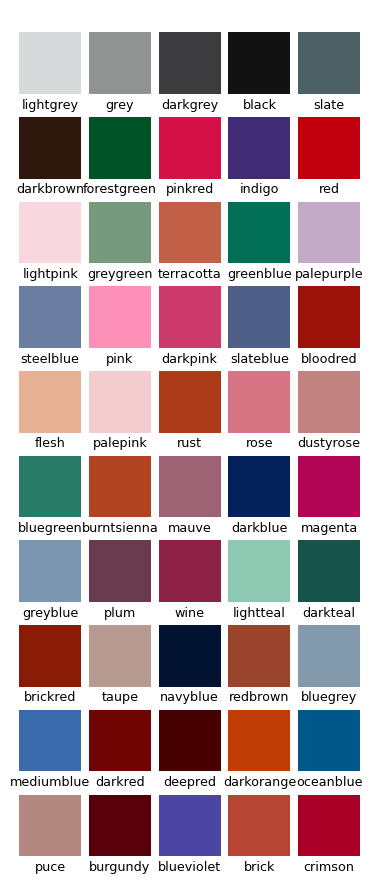 lightgrey grey darkgrey black slate
darkbrown forestgreen pinkred indigo red
lightpink greygreen terracotta greenblue palepurple
steelblue pink darkpink slateblue bloodred
flesh palepink rust rose dustyrose
bluegreen burntsienna mauve darkblue magenta
greyblue plum wine lightteal darkteal
brickred taupe navyblue redbrown bluegrey
mediumblue darkred deepred darkorange oceanblue
puce burgundy blueviolet brick crimson